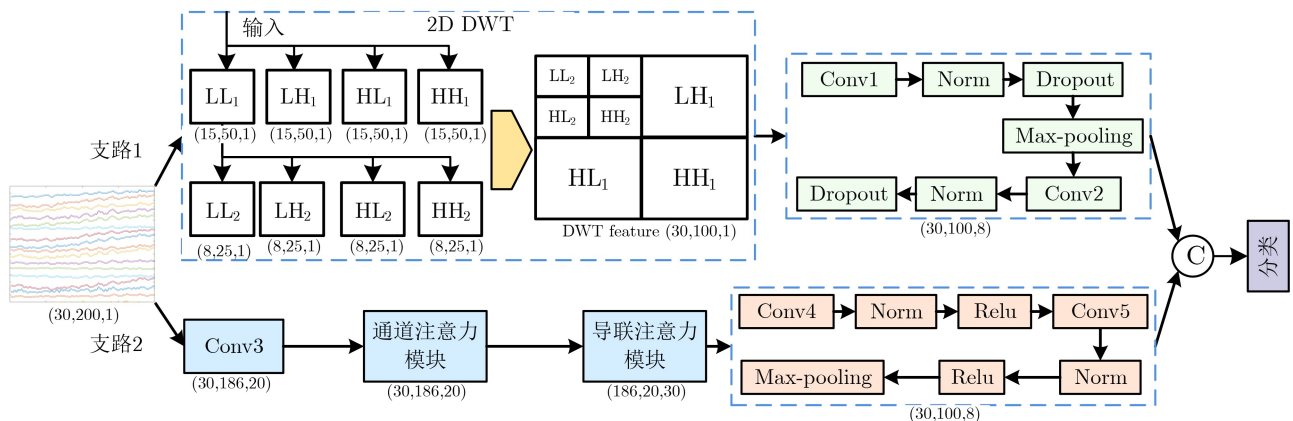 输入
2D DWT
LL₁
LH₁
HL₁
HH₁
(15,50,1)
(15,50,1)
(15,50,1)
(15,50,1)
LL₂
LH₂
HL₂
HH₂
(8,25,1)
(8,25,1)
(8,25,1)
(8,25,1)
LL₂
LH₂
HL₂
HH₂
LH₁
HL₁
HH₁
DWT feature (30,100,1)
Conv1
Norm
Dropout
Max-pooling
Dropout
Norm
Conv2
(30,100,8)
支路1
(30,200,1)
支路2
Conv3
(30,186,20)
通道注意力
模块
(30,186,20)
导联注意力
模块
(186,20,30)
Conv4
Norm
Relu
Conv5
Max-pooling
Relu
Norm
(30,100,8)
C
分类